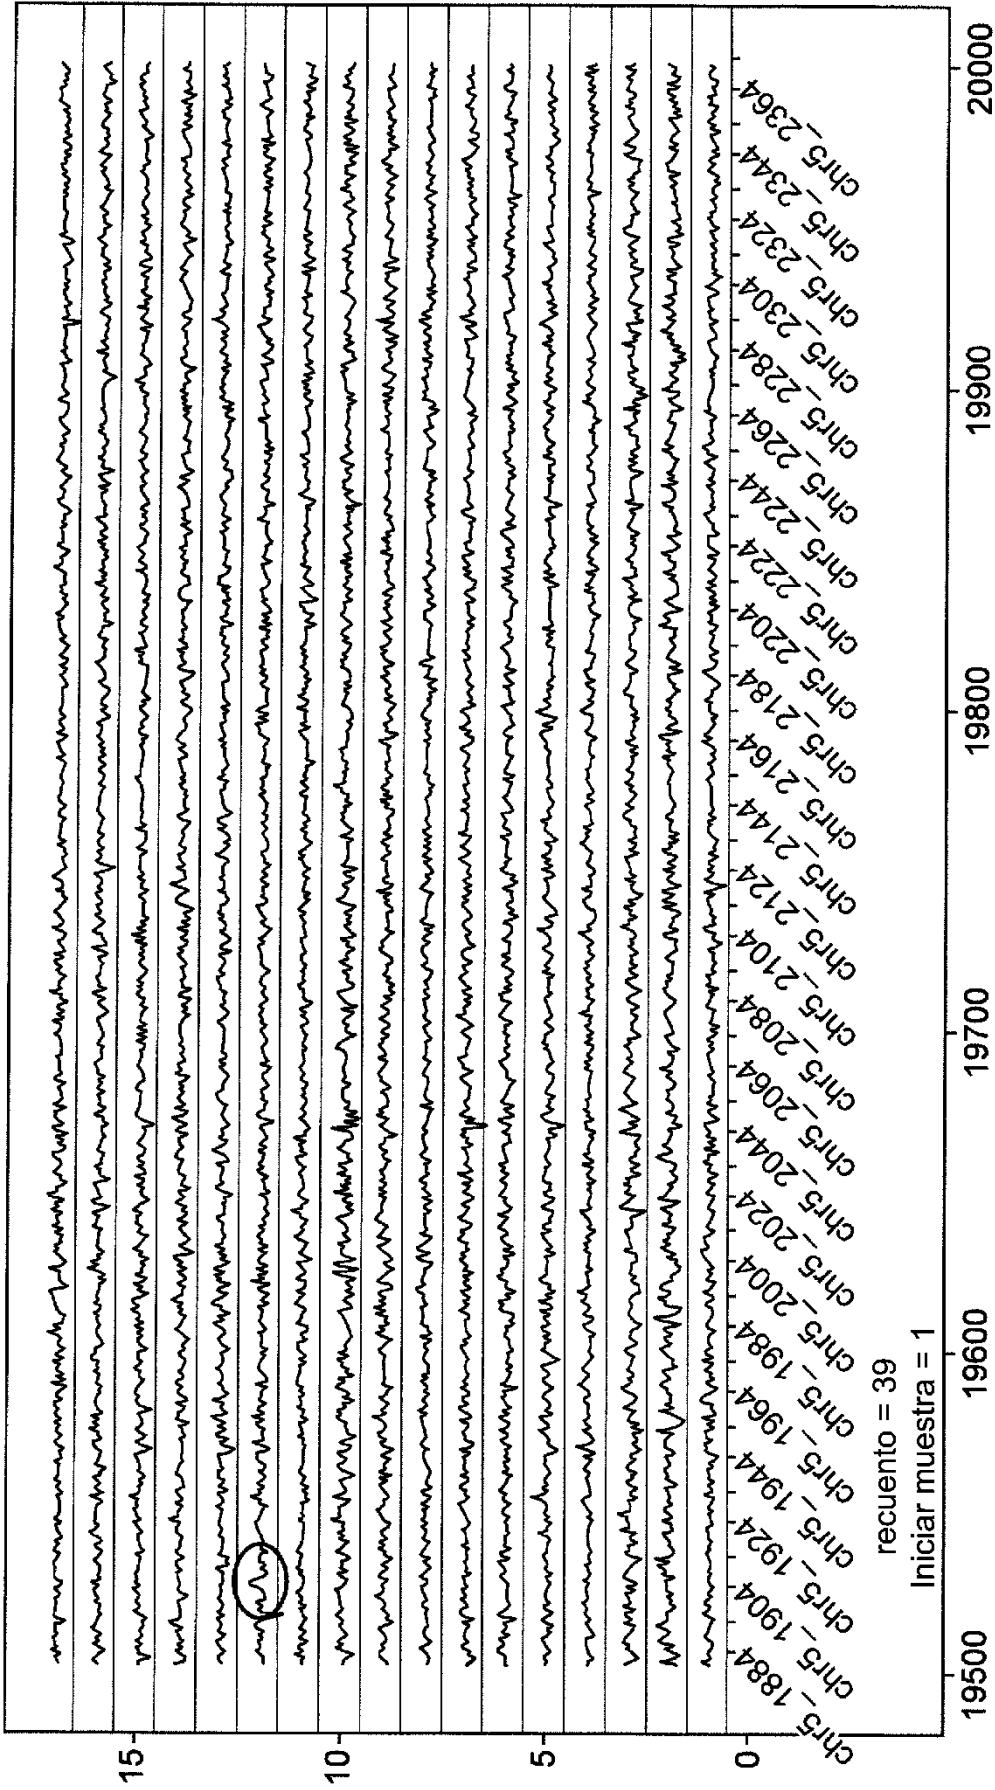 15
10
5
0
chr5_1884
chr5_1904
chr5_1924
chr5_1944
chr5_1964
chr5_1984
chr5_2004
chr5_2024
chr5_2044
chr5_2064
chr5_2084
chr5_2104
chr5_2124
chr5_2144
chr5_2164
chr5_2184
chr5_2204
chr5_2224
chr5_2244
chr5_2264
chr5_2284
chr5_2304
chr5_2324
chr5_2344
chr5_2364
recuento = 39
Iniciar muestra = 1
19500
19600
19700
19800
19900
20000